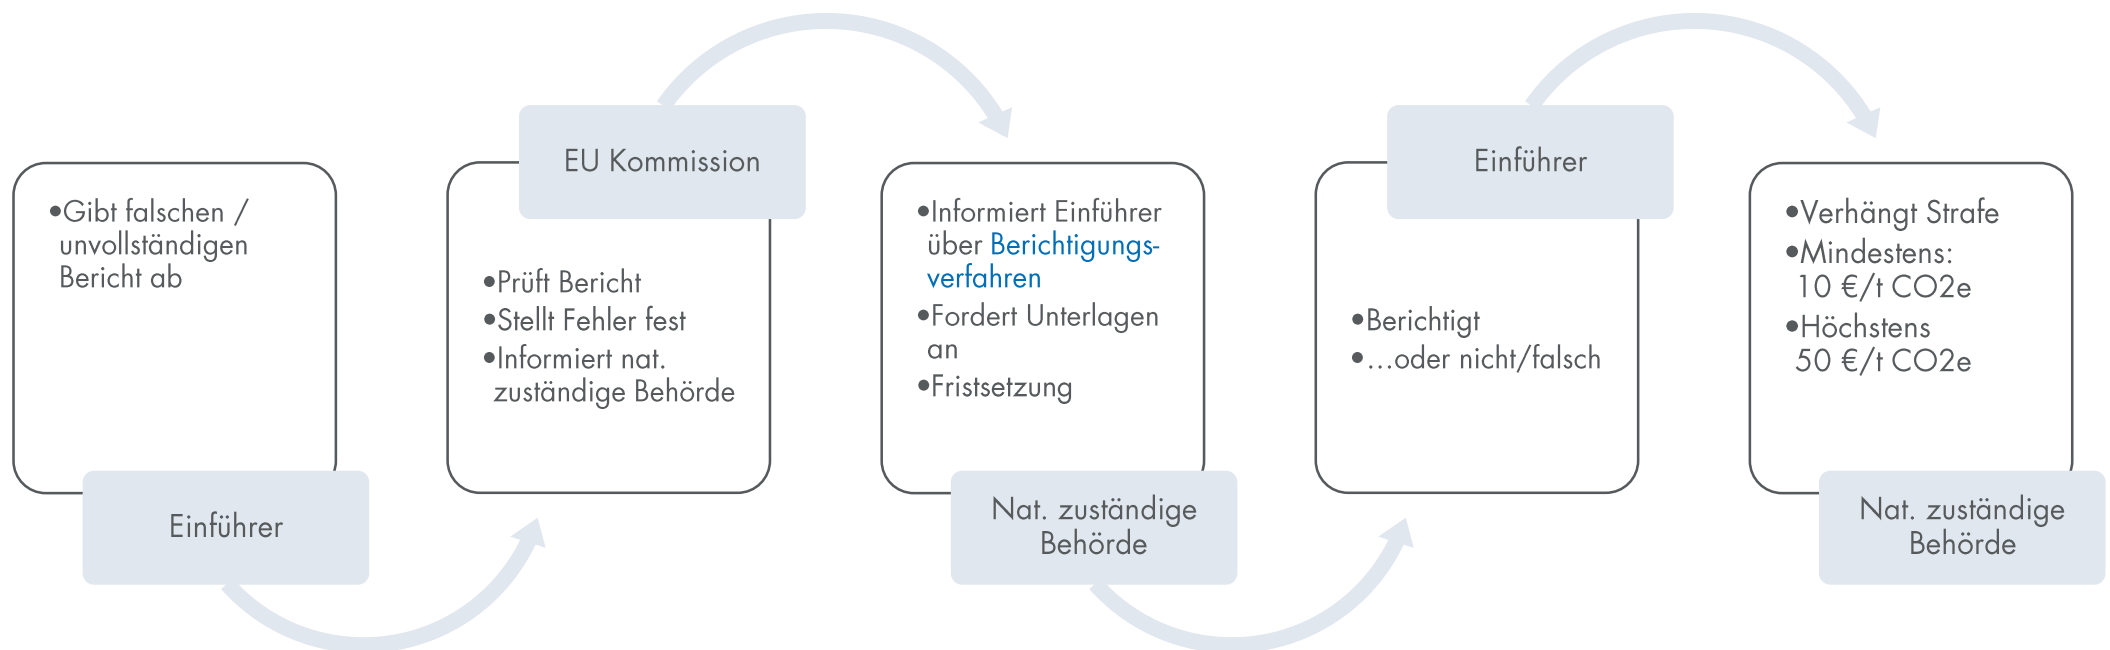 •Gibt falschen /
unvollständigen
Bericht ab
Einführer
EU Kommission
•Prüft Bericht
•Stellt Fehler fest
•Informiert nat.
zuständige Behörde
•Informiert Einführer
über Berichtigungs-
verfahren
•Fordert Unterlagen
an
•Fristsetzung
Nat. zuständige
Behörde
Einführer
•Berichtigt
•...oder nicht/falsch
•Verhängt Strafe
•Mindestens:
10 €/t CO2e
•Höchstens
50 €/t CO2e
Nat. zuständige
Behörde